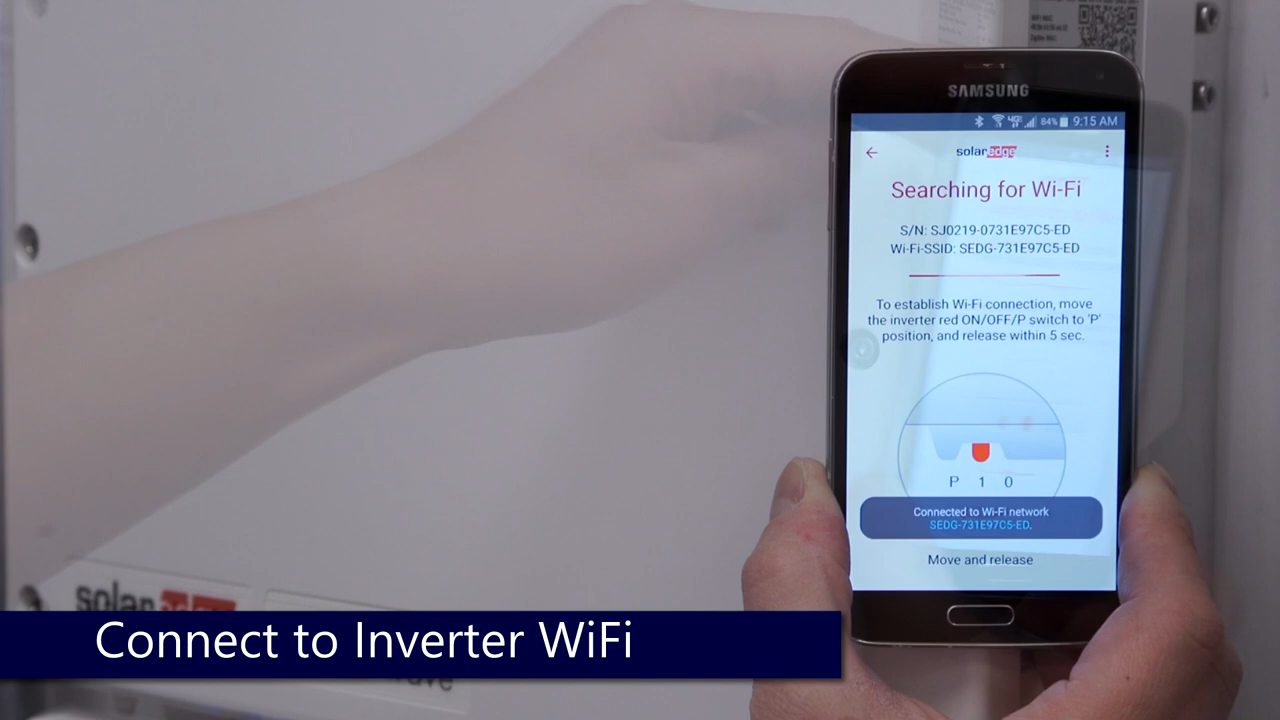 SAMSUNG
84% 9:15 AM
solaredge
Searching for Wi-Fi
S/N: SJ0219-0731E97C5-ED
Wi-Fi-SSID: SEDG-731E97C5-ED
To establish Wi-Fi connection, move
the inverter red ON/OFF/P switch to 'P'
position, and release within 5 sec.
P 1 0
Connected to Wi-Fi network
SEDG-731E97C5-ED.
Move and release
solaredge
Connect to Inverter WiFi